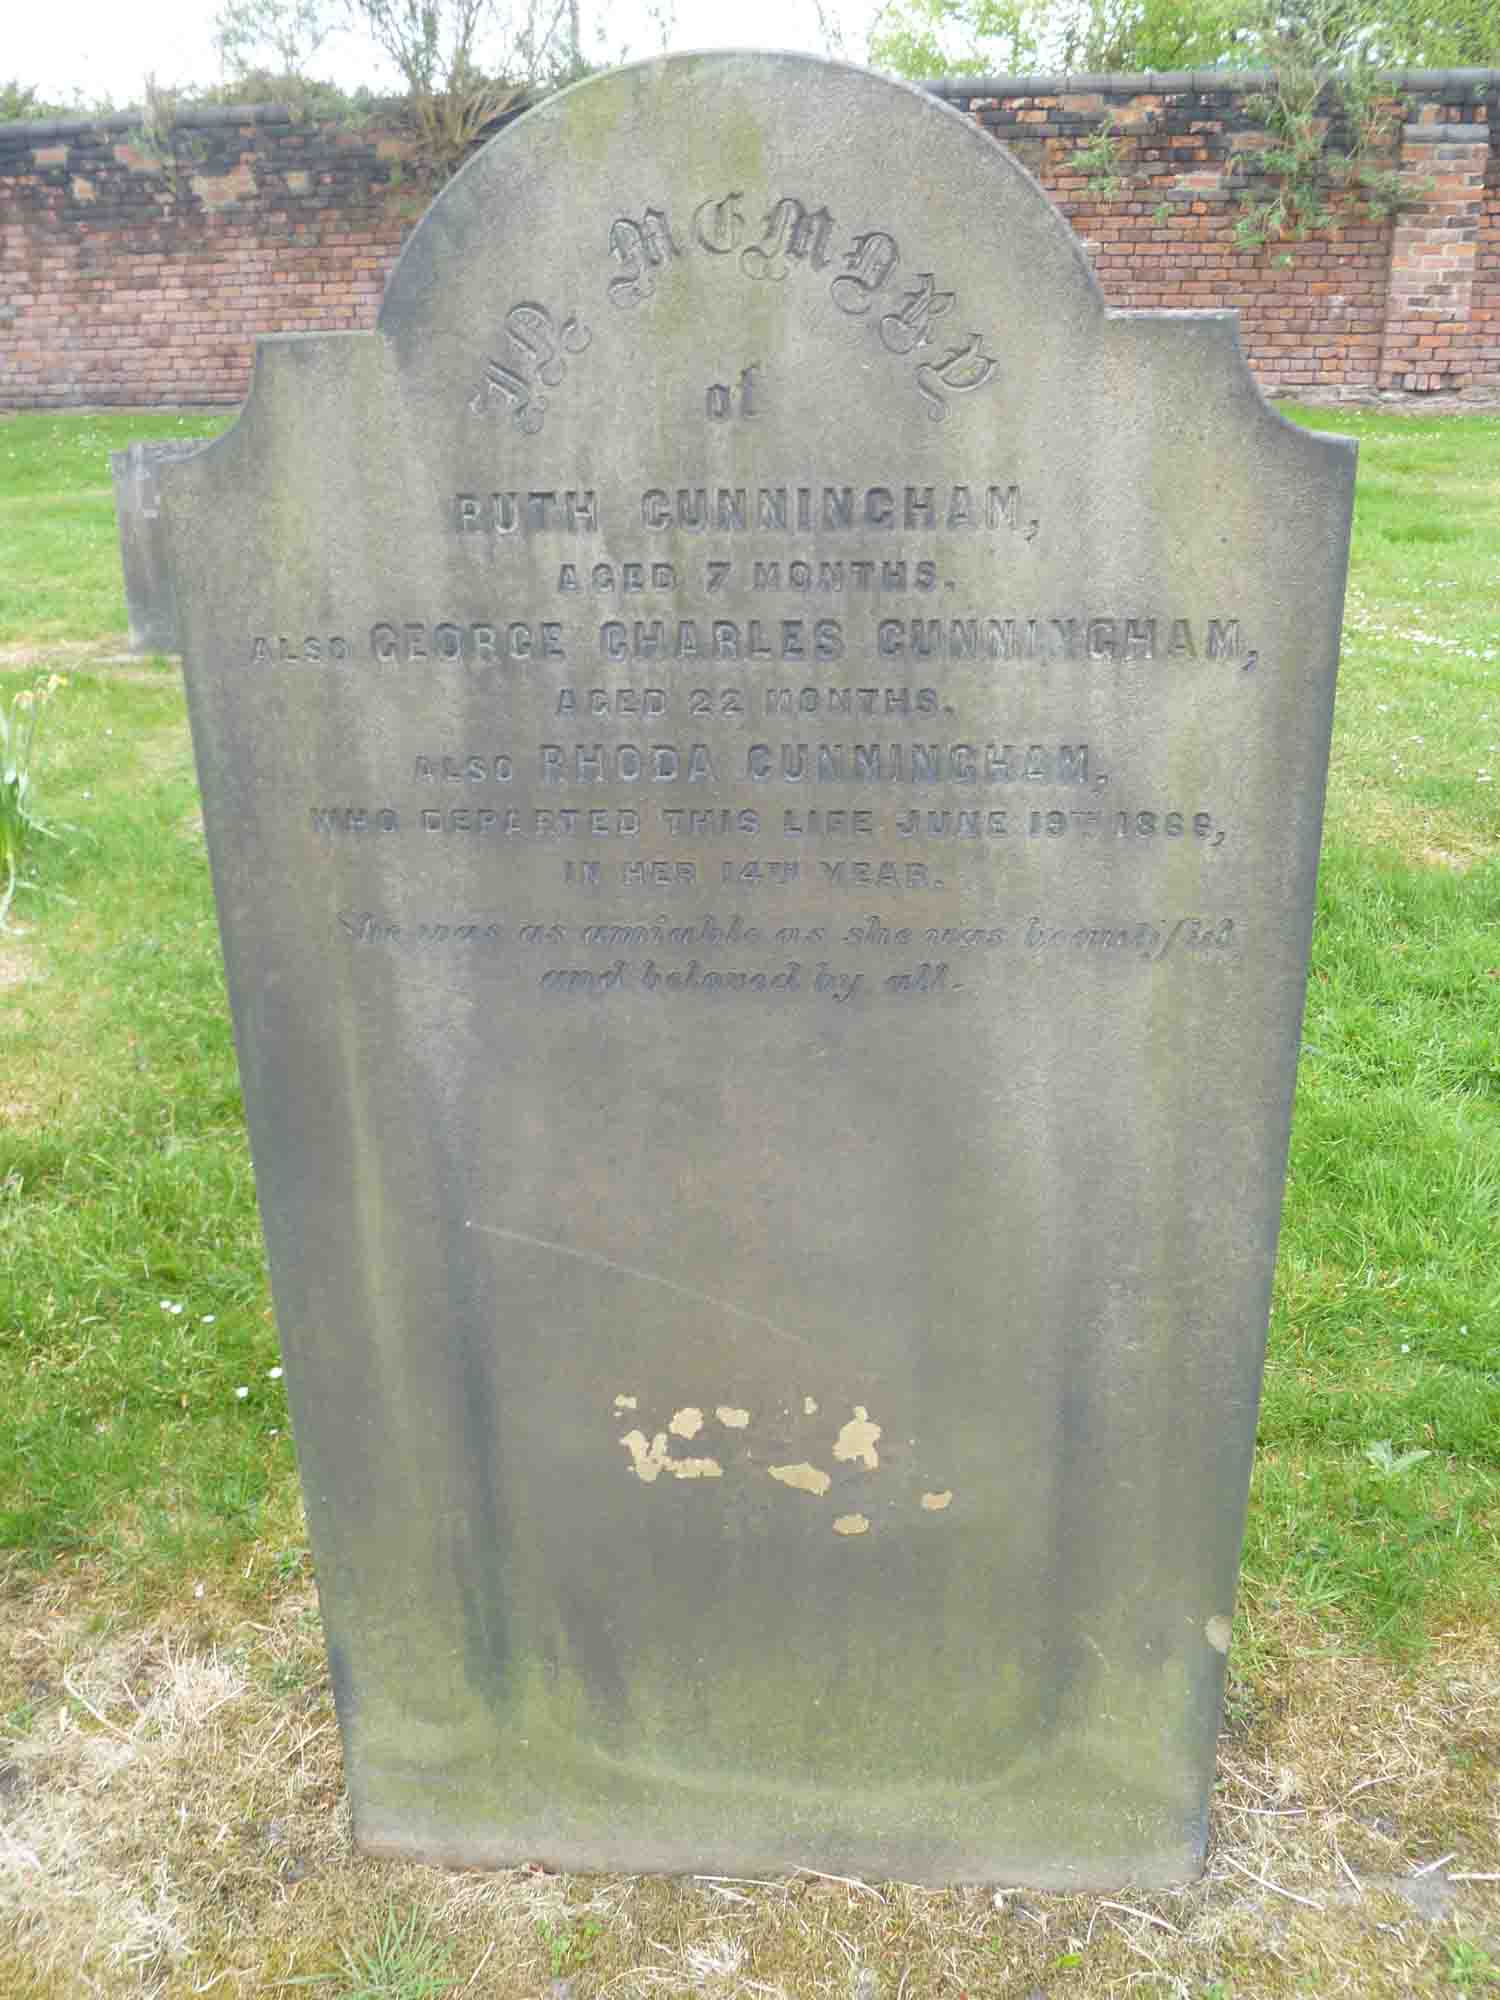 IN MEMORY
of
RUTH CUNNINGHAM,
AGED 7 MONTHS.
ALSO GEORGE CHARLES CUNNINGHAM,
AGED 22 MONTHS.
ALSO RHODA CUNNINGHAM,
WHO DEPARTED THIS LIFE JUNE 19TH 1866,
IN HER 14TH YEAR.
She was as amiable as she was beautiful,
and beloved by all.